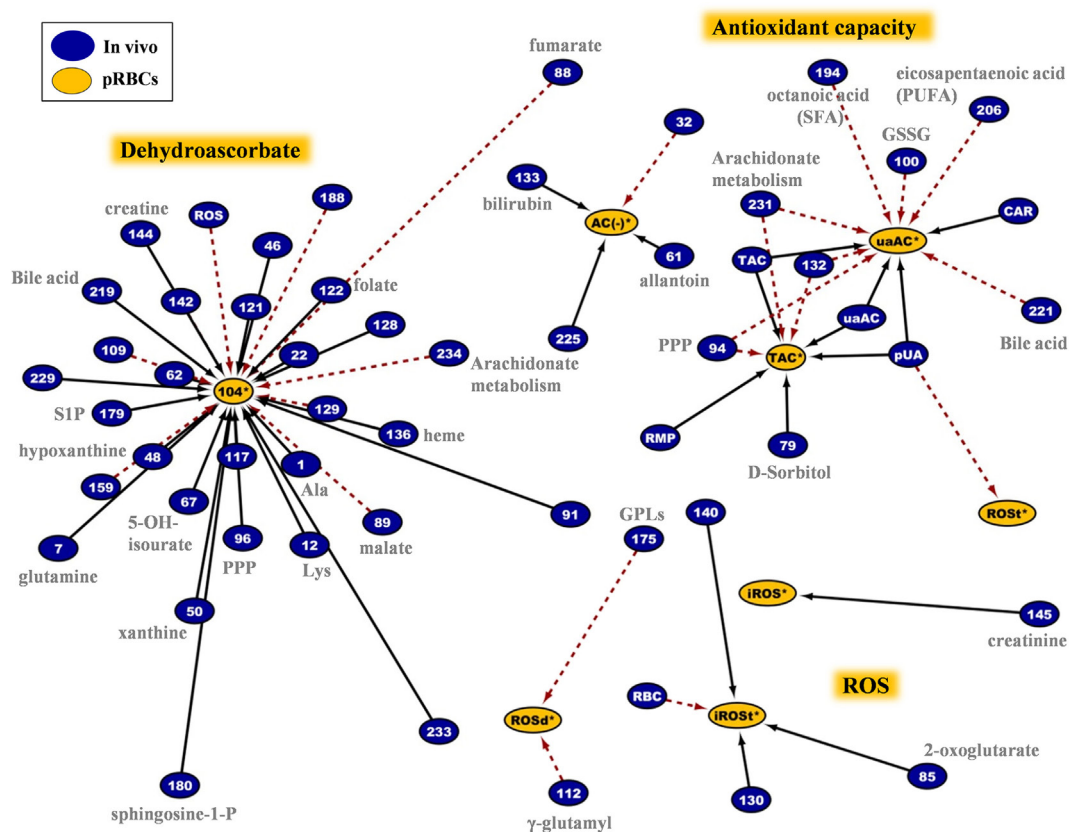 In vivo
pRBCs
Antioxidant capacity
fumarate
88
194
octanoic acid
(SFA)
eicosapentaenoic acid
(PUFA)
206
GSSG
100
32
Dehydroascorbate
133
bilirubin
AC(-)*
61
allantoin
225
Arachidonate
metabolism
231
CAR
uaAC*
TAC
132
221
Bile acid
uaAC
PPP
94
TAC*
pUA
RMP
79
D-Sorbitol
ROSt*
188
creatine
144
ROS
46
Bile acid
219
142
121
122
folate
128
109
62
22
234
Arachidonate
metabolism
229
104*
S1P
179
129
136
heme
hypoxanthine
48
117
1
Ala
159
67
5-OH-
isourate
96
PPP
12
Lys
89
malate
91
7
glutamine
50
xanthine
233
180
sphingosine-1-P
GPLs
175
140
iROS*
145
creatinine
ROS
RBC
iROSt*
ROSd*
2-oxoglutarate
85
130
112
γ-glutamyl